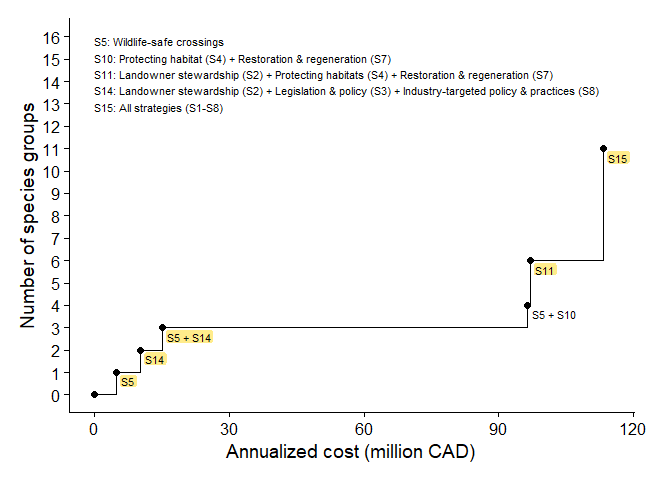 16
15
14
13
12
11
10
9
8
7
6
5
4
3
2
1
0
Number of species groups
S5: Wildlife-safe crossings
S10: Protecting habitat (S4) + Restoration & regeneration (S7)
S11: Landowner stewardship (S2) + Protecting habitats (S4) + Restoration & regeneration (S7)
S14: Landowner stewardship (S2) + Legislation & policy (S3) + Industry-targeted policy & practices (S8)
S15: All strategies (S1-S8)
S15
S11
S5 + S10
S5 + S14
S14
S5
0 30 60 90 120
Annualized cost (million CAD)